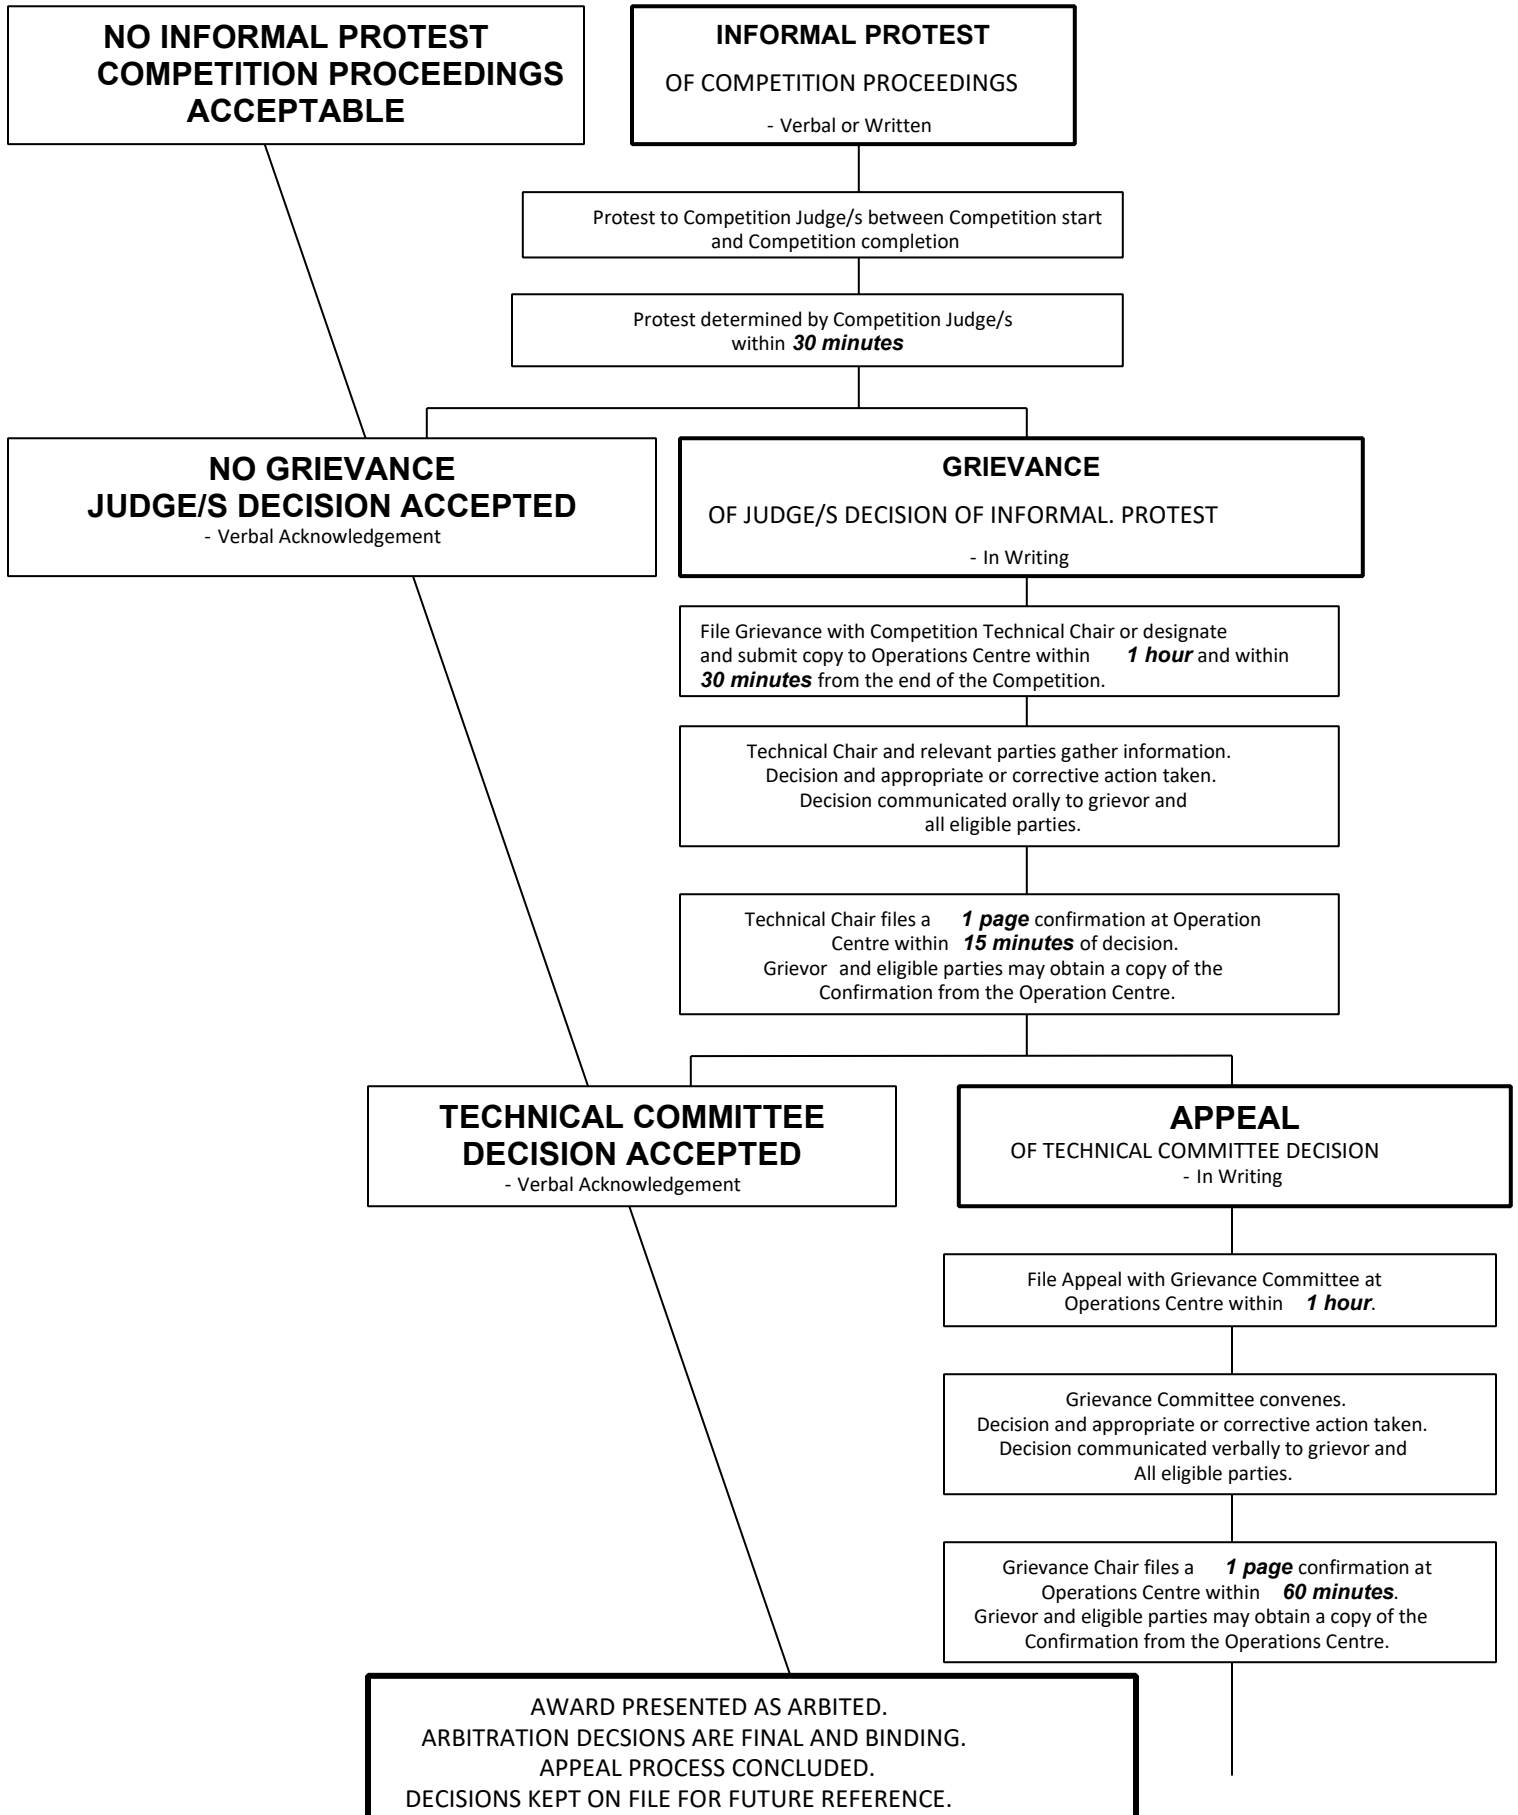 NO INFORMAL PROTEST
COMPETITION PROCEEDINGS
ACCEPTABLE
INFORMAL PROTEST
OF COMPETITION PROCEEDINGS
- Verbal or Written
Protest to Competition Judge/s between Competition start
and Competition completion
Protest determined by Competition Judge/s
within 30 minutes
NO GRIEVANCE
JUDGE/S DECISION ACCEPTED
- Verbal Acknowledgement
GRIEVANCE
OF JUDGE/S DECISION OF INFORMAL. PROTEST
- In Writing
File Grievance with Competition Technical Chair or designate
and submit copy to Operations Centre within 1 hour and within
30 minutes from the end of the Competition.
Technical Chair and relevant parties gather information.
Decision and appropriate or corrective action taken.
Decision communicated orally to grievor and
all eligible parties.
Technical Chair files a 1 page confirmation at Operation
Centre within 15 minutes of decision.
Grievor and eligible parties may obtain a copy of the
Confirmation from the Operation Centre.
TECHNICAL COMMITTEE
DECISION ACCEPTED
- Verbal Acknowledgement
APPEAL
OF TECHNICAL COMMITTEE DECISION
- In Writing
File Appeal with Grievance Committee at
Operations Centre within 1 hour.
Grievance Committee convenes.
Decision and appropriate or corrective action taken.
Decision communicated verbally to grievor and
All eligible parties.
Grievance Chair files a 1 page confirmation at
Operations Centre within 60 minutes.
Grievor and eligible parties may obtain a copy of the
Confirmation from the Operations Centre.
AWARD PRESENTED AS ARBITED.
ARBITRATION DECSIONS ARE FINAL AND BINDING.
APPEAL PROCESS CONCLUDED.
DECISIONS KEPT ON FILE FOR FUTURE REFERENCE.